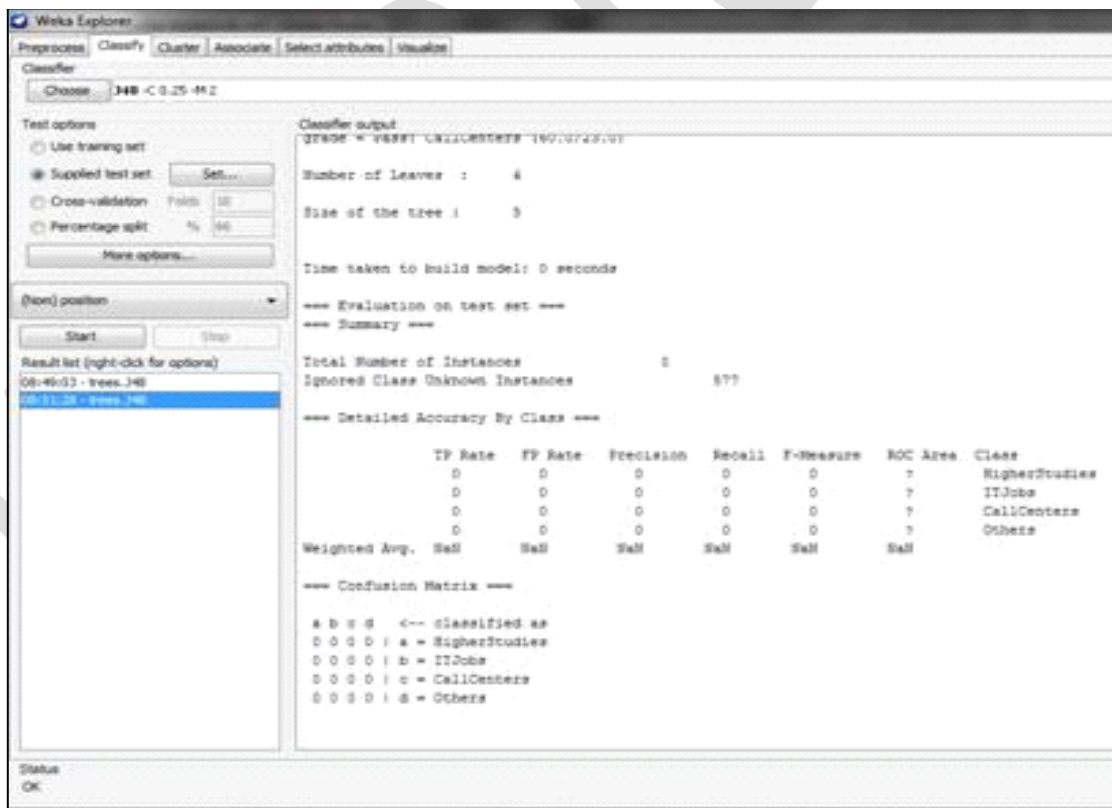 Weka Explorer
Preprocess Classify Cluster Associate Select attributes Visualize
Classifier
Choose J48 -C 0.25 -M 2
Test options
Use training set
Supplied test set Set...
Cross-validation Folds 10
Percentage split % 66
More options...
(Nom) position
Start Stop
Result list (right-click for options)
08:49:03 - trees.J48
08:51:28 - trees.J48
Classifier output
grade = Pass: CallCenters (60.0/23.0)
Number of Leaves :
Size of the tree :
Time taken to build model: 0 seconds
=== Evaluation on test set ===
=== Summary ===
Total Number of Instances 0
Ignored Class Unknown Instances
=== Detailed Accuracy By Class ===
TP Rate FP Rate Precision Recall F-Measure ROC Area Class
0 0 0 0 0 ? HigherStudies
0 0 0 0 0 ? ITJobs
0 0 0 0 0 ? CallCenters
0 0 0 0 0 ? Others
Weighted Avg. NaN NaN NaN NaN NaN NaN
=== Confusion Matrix ===
a b c d <-- classified as
0 0 0 0 | a = HigherStudies
0 0 0 0 | b = ITJobs
0 0 0 0 | c = CallCenters
0 0 0 0 | d = Others
Status
OK